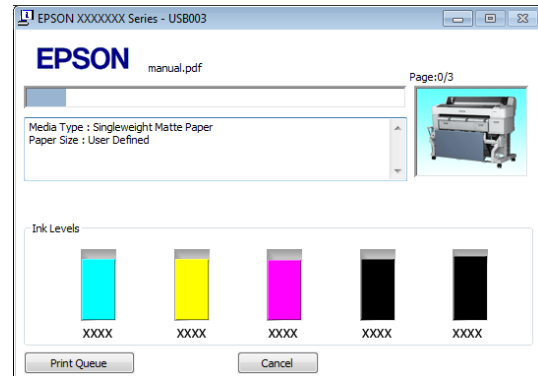 EPSON XXXXXXX Series - USB003
EPSON
manual.pdf
Page:0/3
Media Type : Singleweight Matte Paper
Paper Size : User Defined
Ink Levels
XXXX XXXX XXXX XXXX XXXX
Print Queue Cancel